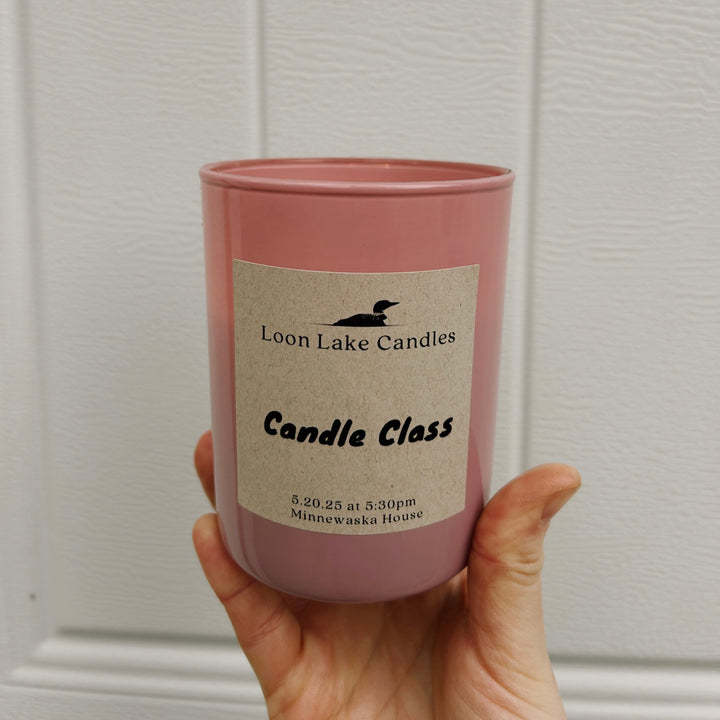 Loon Lake Candles
Candle Class
5.20.25 at 5:30pm
Minnewaska House